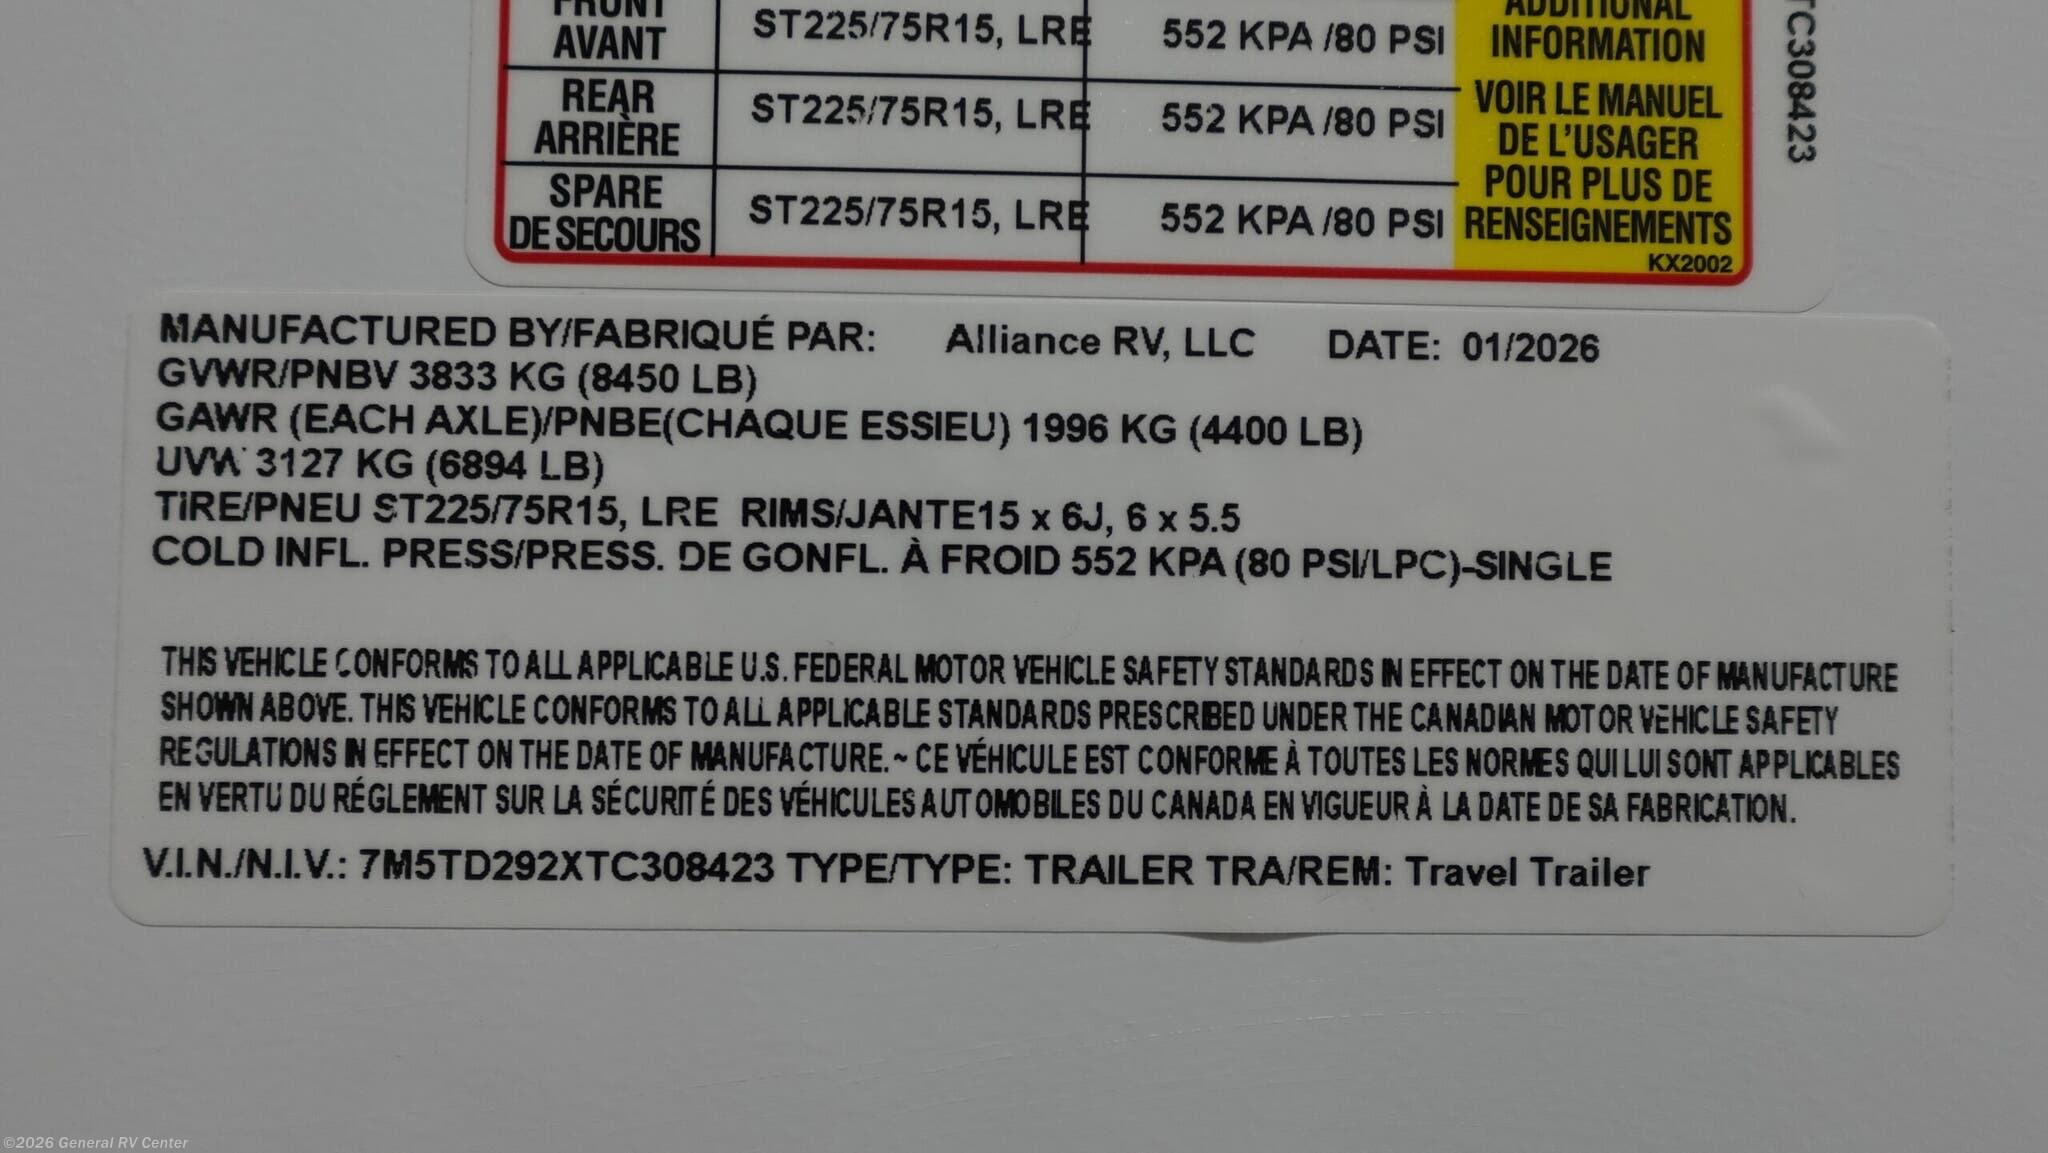 FRONT
AVANT
ST225/75R15, LRE
552 KPA /80 PSI
ADDITIONAL
INFORMATION
REAR
ARRIÈRE
ST225/75R15, LRE
552 KPA /80 PSI
VOIR LE MANUEL
DE L'USAGER
POUR PLUS DE
RENSEIGNEMENTS
SPARE
DE SECOURS
ST225/75R15, LRE
552 KPA /80 PSI
KX2002
TC308423
MANUFACTURED BY/FABRIQUÉ PAR: Alliance RV, LLC DATE: 01/2026
GVWR/PNBV 3833 KG (8450 LB)
GAWR (EACH AXLE)/PNBE(CHAQUE ESSIEU) 1996 KG (4400 LB)
UVW 3127 KG (6894 LB)
TIRE/PNEU ST225/75R15, LRE RIMS/JANTE15 x 6J, 6 x 5.5
COLD INFL. PRESS/PRESS. DE GONFL. À FROID 552 KPA (80 PSI/LPC)-SINGLE
THIS VEHICLE CONFORMS TO ALL APPLICABLE U.S. FEDERAL MOTOR VEHICLE SAFETY STANDARDS IN EFFECT ON THE DATE OF MANUFACTURE
SHOWN ABOVE. THIS VEHICLE CONFORMS TO ALL APPLICABLE STANDARDS PRESCRIBED UNDER THE CANADIAN MOTOR VEHICLE SAFETY
REGULATIONS IN EFFECT ON THE DATE OF MANUFACTURE. ~ CE VÉHICULE EST CONFORME À TOUTES LES NORMES QUI LUI SONT APPLICABLES
EN VERTU DU RÉGLEMENT SUR LA SÉCURITÉ DES VÉHICULES AUTOMOBILES DU CANADA EN VIGUEUR À LA DATE DE SA FABRICATION.
V.I.N./N.I.V.: 7M5TD292XTC308423 TYPE/TYPE: TRAILER TRA/REM: Travel Trailer
©2026 General RV Center